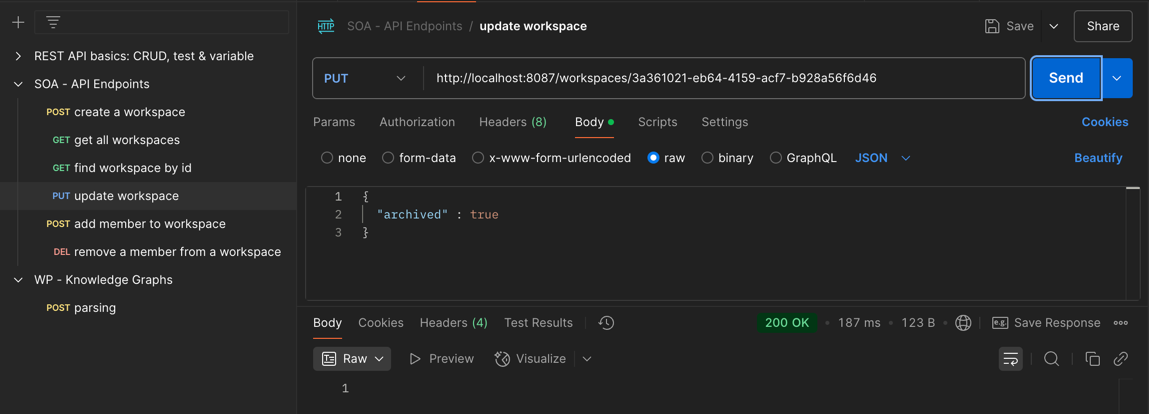 REST API basics: CRUD, test & variable
SOA - API Endpoints
POST create a workspace
GET get all workspaces
GET find workspace by id
PUT update workspace
POST add member to workspace
DEL remove a member from a workspace
WP - Knowledge Graphs
POST parsing
HTTP SOA - API Endpoints / update workspace
Save
Share
PUT http://localhost:8087/workspaces/3a361021-eb64-4159-acf7-b928a56f6d46
Send
Params Authorization Headers (8) Body Scripts Settings Cookies
none form-data x-www-form-urlencoded raw binary GraphQL JSON Beautify
1 {
2 "archived" : true
3 }
Body Cookies Headers (4) Test Results 200 OK • 187 ms • 123 B • e.g. Save Response
Raw Preview Visualize
1